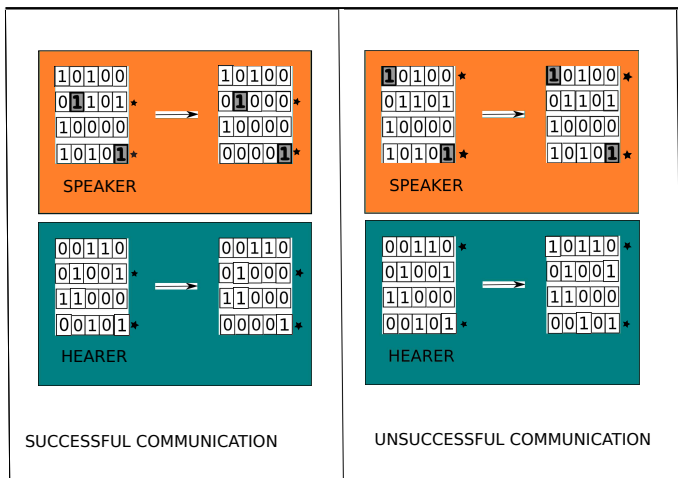 10100 10100
01101 01000
10000 10000
10101 00001
SPEAKER
00110 00110
01001 01000
11000 11000
00101 00001
HEARER
SUCCESSFUL COMMUNICATION
10100 10100
01101 01101
10000 10000
10101 10101
SPEAKER
00110 10110
01001 01001
11000 11000
00101 00101
HEARER
UNSUCCESSFUL COMMUNICATION